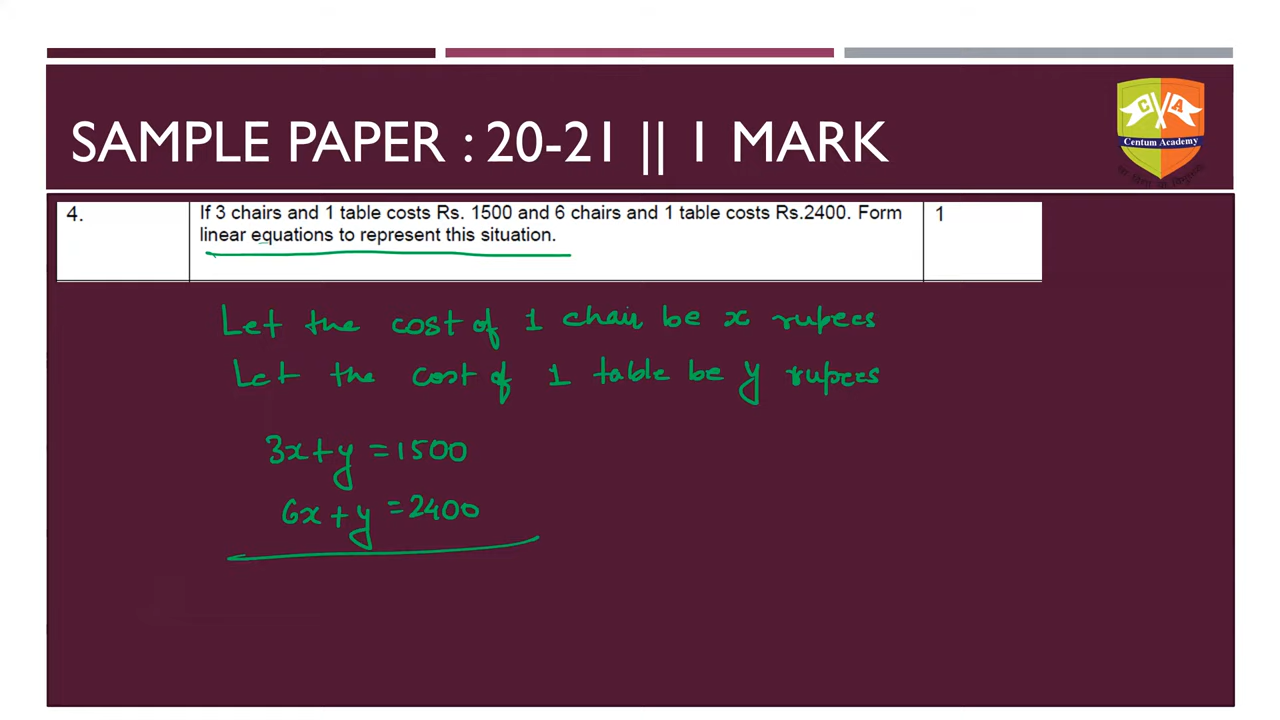 SAMPLE PAPER : 20-21 || 1 MARK
C A
Centum Academy
4.
If 3 chairs and 1 table costs Rs. 1500 and 6 chairs and 1 table costs Rs.2400. Form
linear equations to represent this situation.
1
Let the cost of 1 chair be x rupees
Let the cost of 1 table be y rupees
3x+y=1500
6x+y=2400